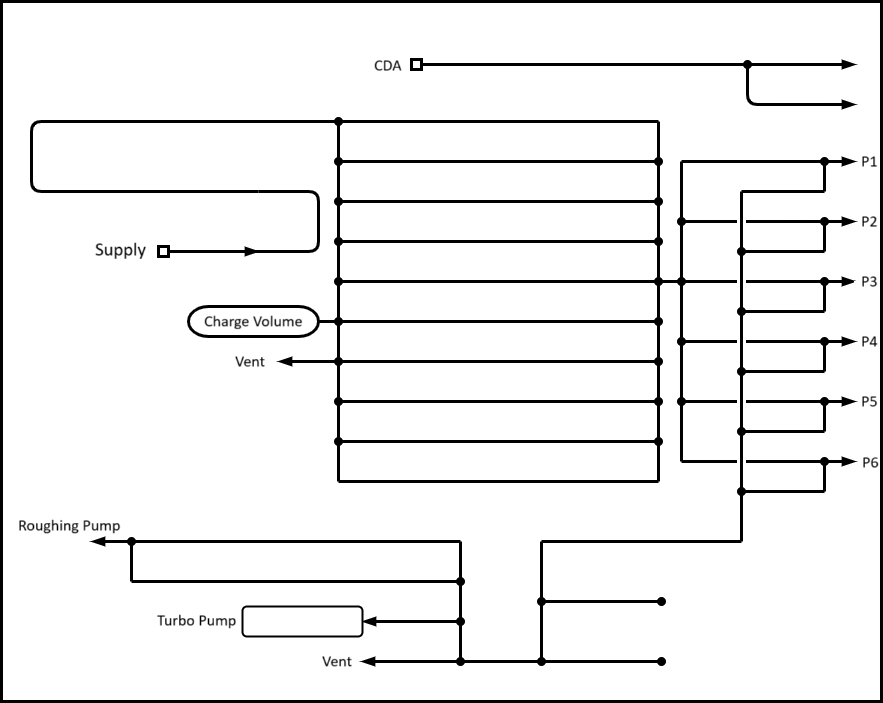 CDA
P1
P2
Supply
P3
Charge Volume
P4
Vent
P5
P6
Roughing Pump
Turbo Pump
Vent